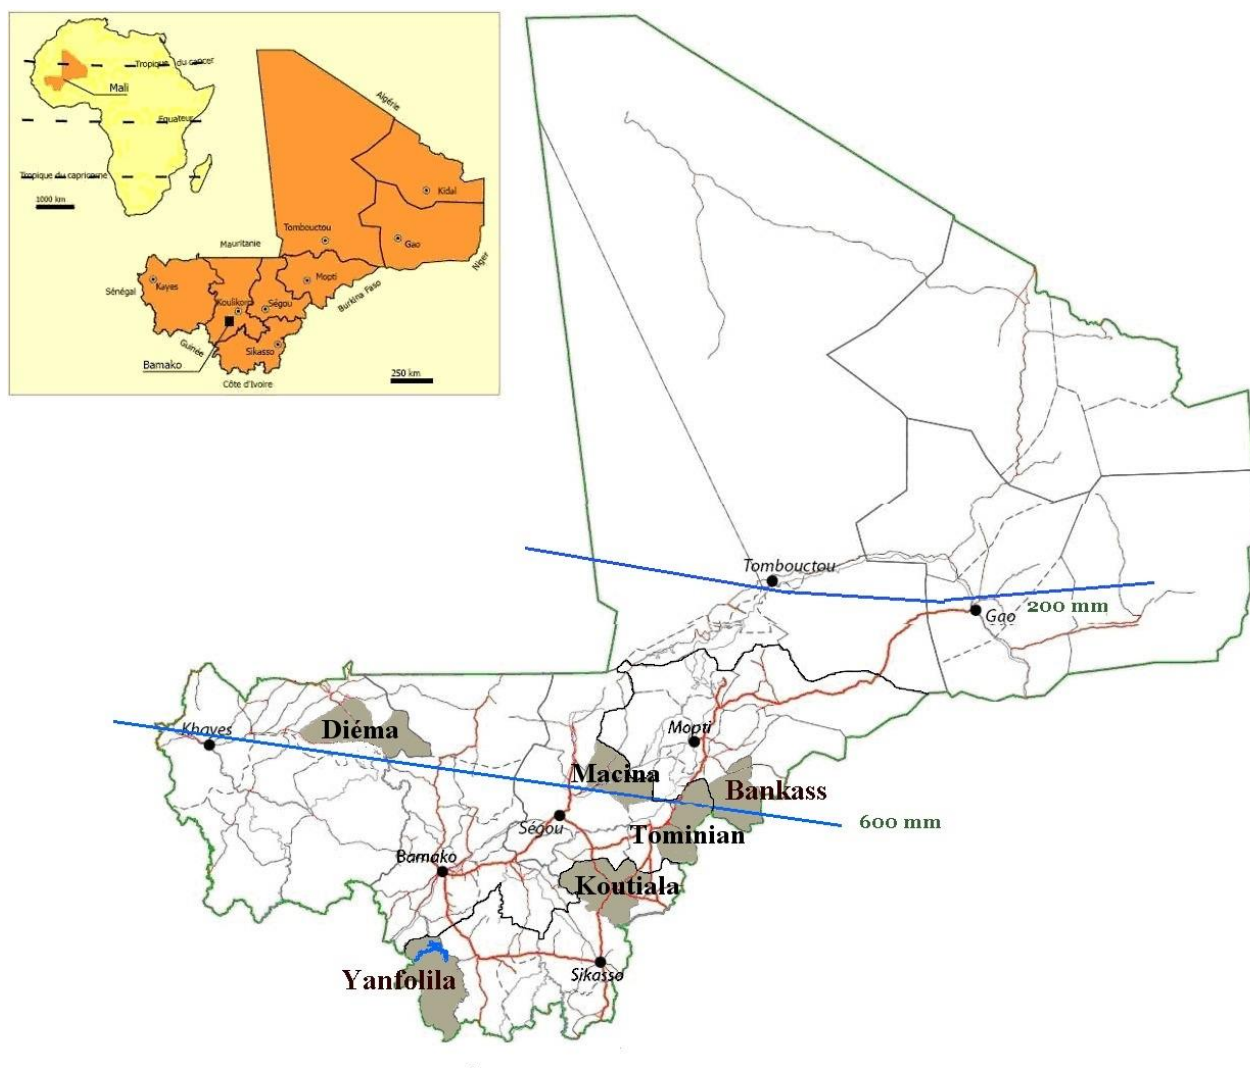 Tropique du cancer
Mali
Equateur
Tropique du capricorne
1000 km
Algérie
Kidal
Tombouctou
Gao
Mauritanie
Niger
Mopti
Sénégal
Kayes
Burkina Faso
Koulikoro
Ségou
Guinée
Sikasso
Bamako
250 km
Côte d'Ivoire
Tombouctou
200 mm
Gao
Khayes
Diéma
Mopti
Macina
Bankass
600 mm
Ségou
Tominian
Bamako
Koutiala
Yanfolila
Sikasso